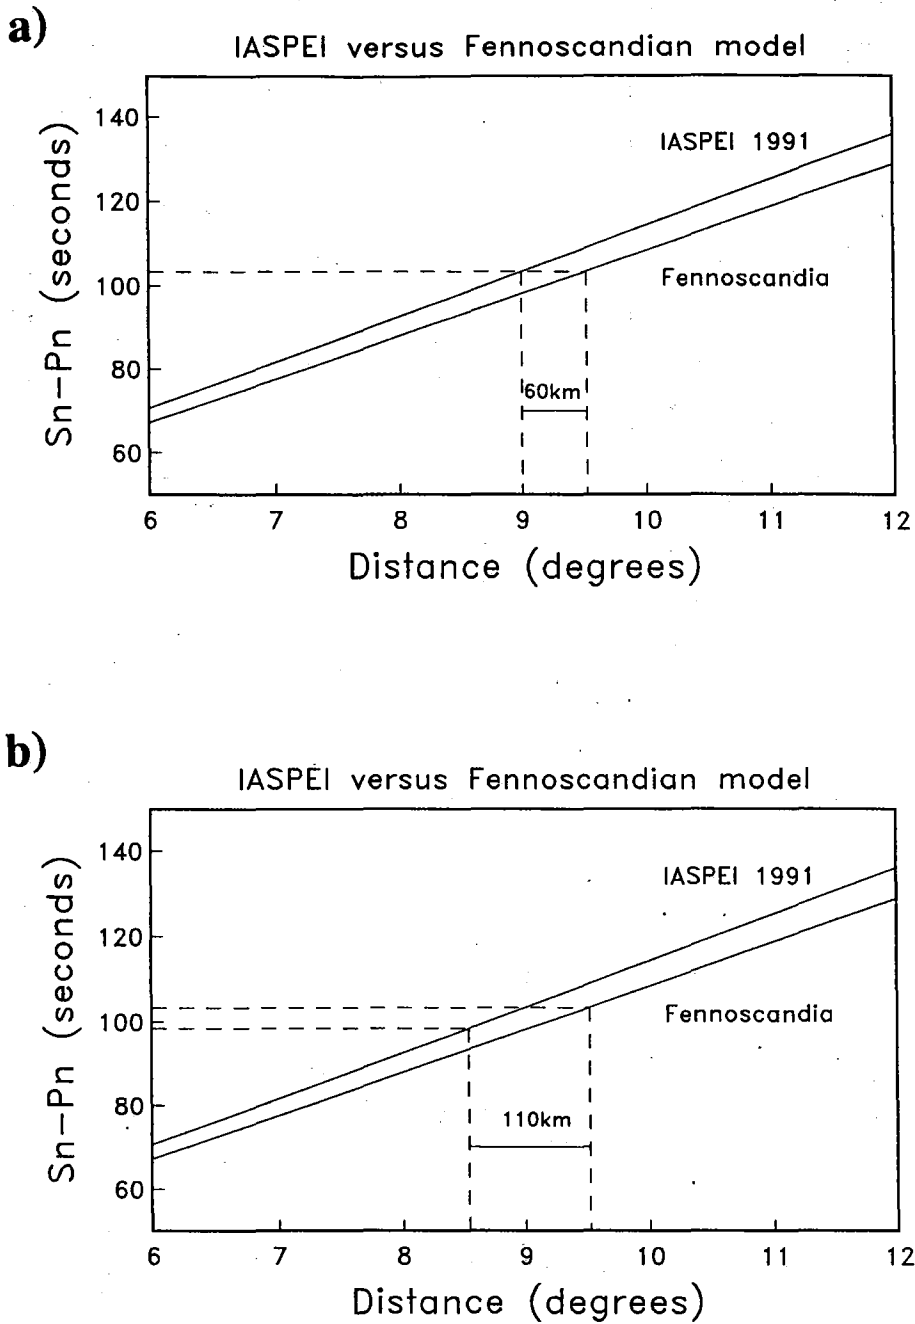 a)
IASPEI versus Fennoscandian model
140
120
100
80
60
Sn-Pn (seconds)
IASPEI 1991
Fennoscandia
60km
6 7 8 9 10 11 12
Distance (degrees)
b)
IASPEI versus Fennoscandian model
140
120
100
80
60
Sn-Pn (seconds)
IASPEI 1991
Fennoscandia
110km
6 7 8 9 10 11 12
Distance (degrees)